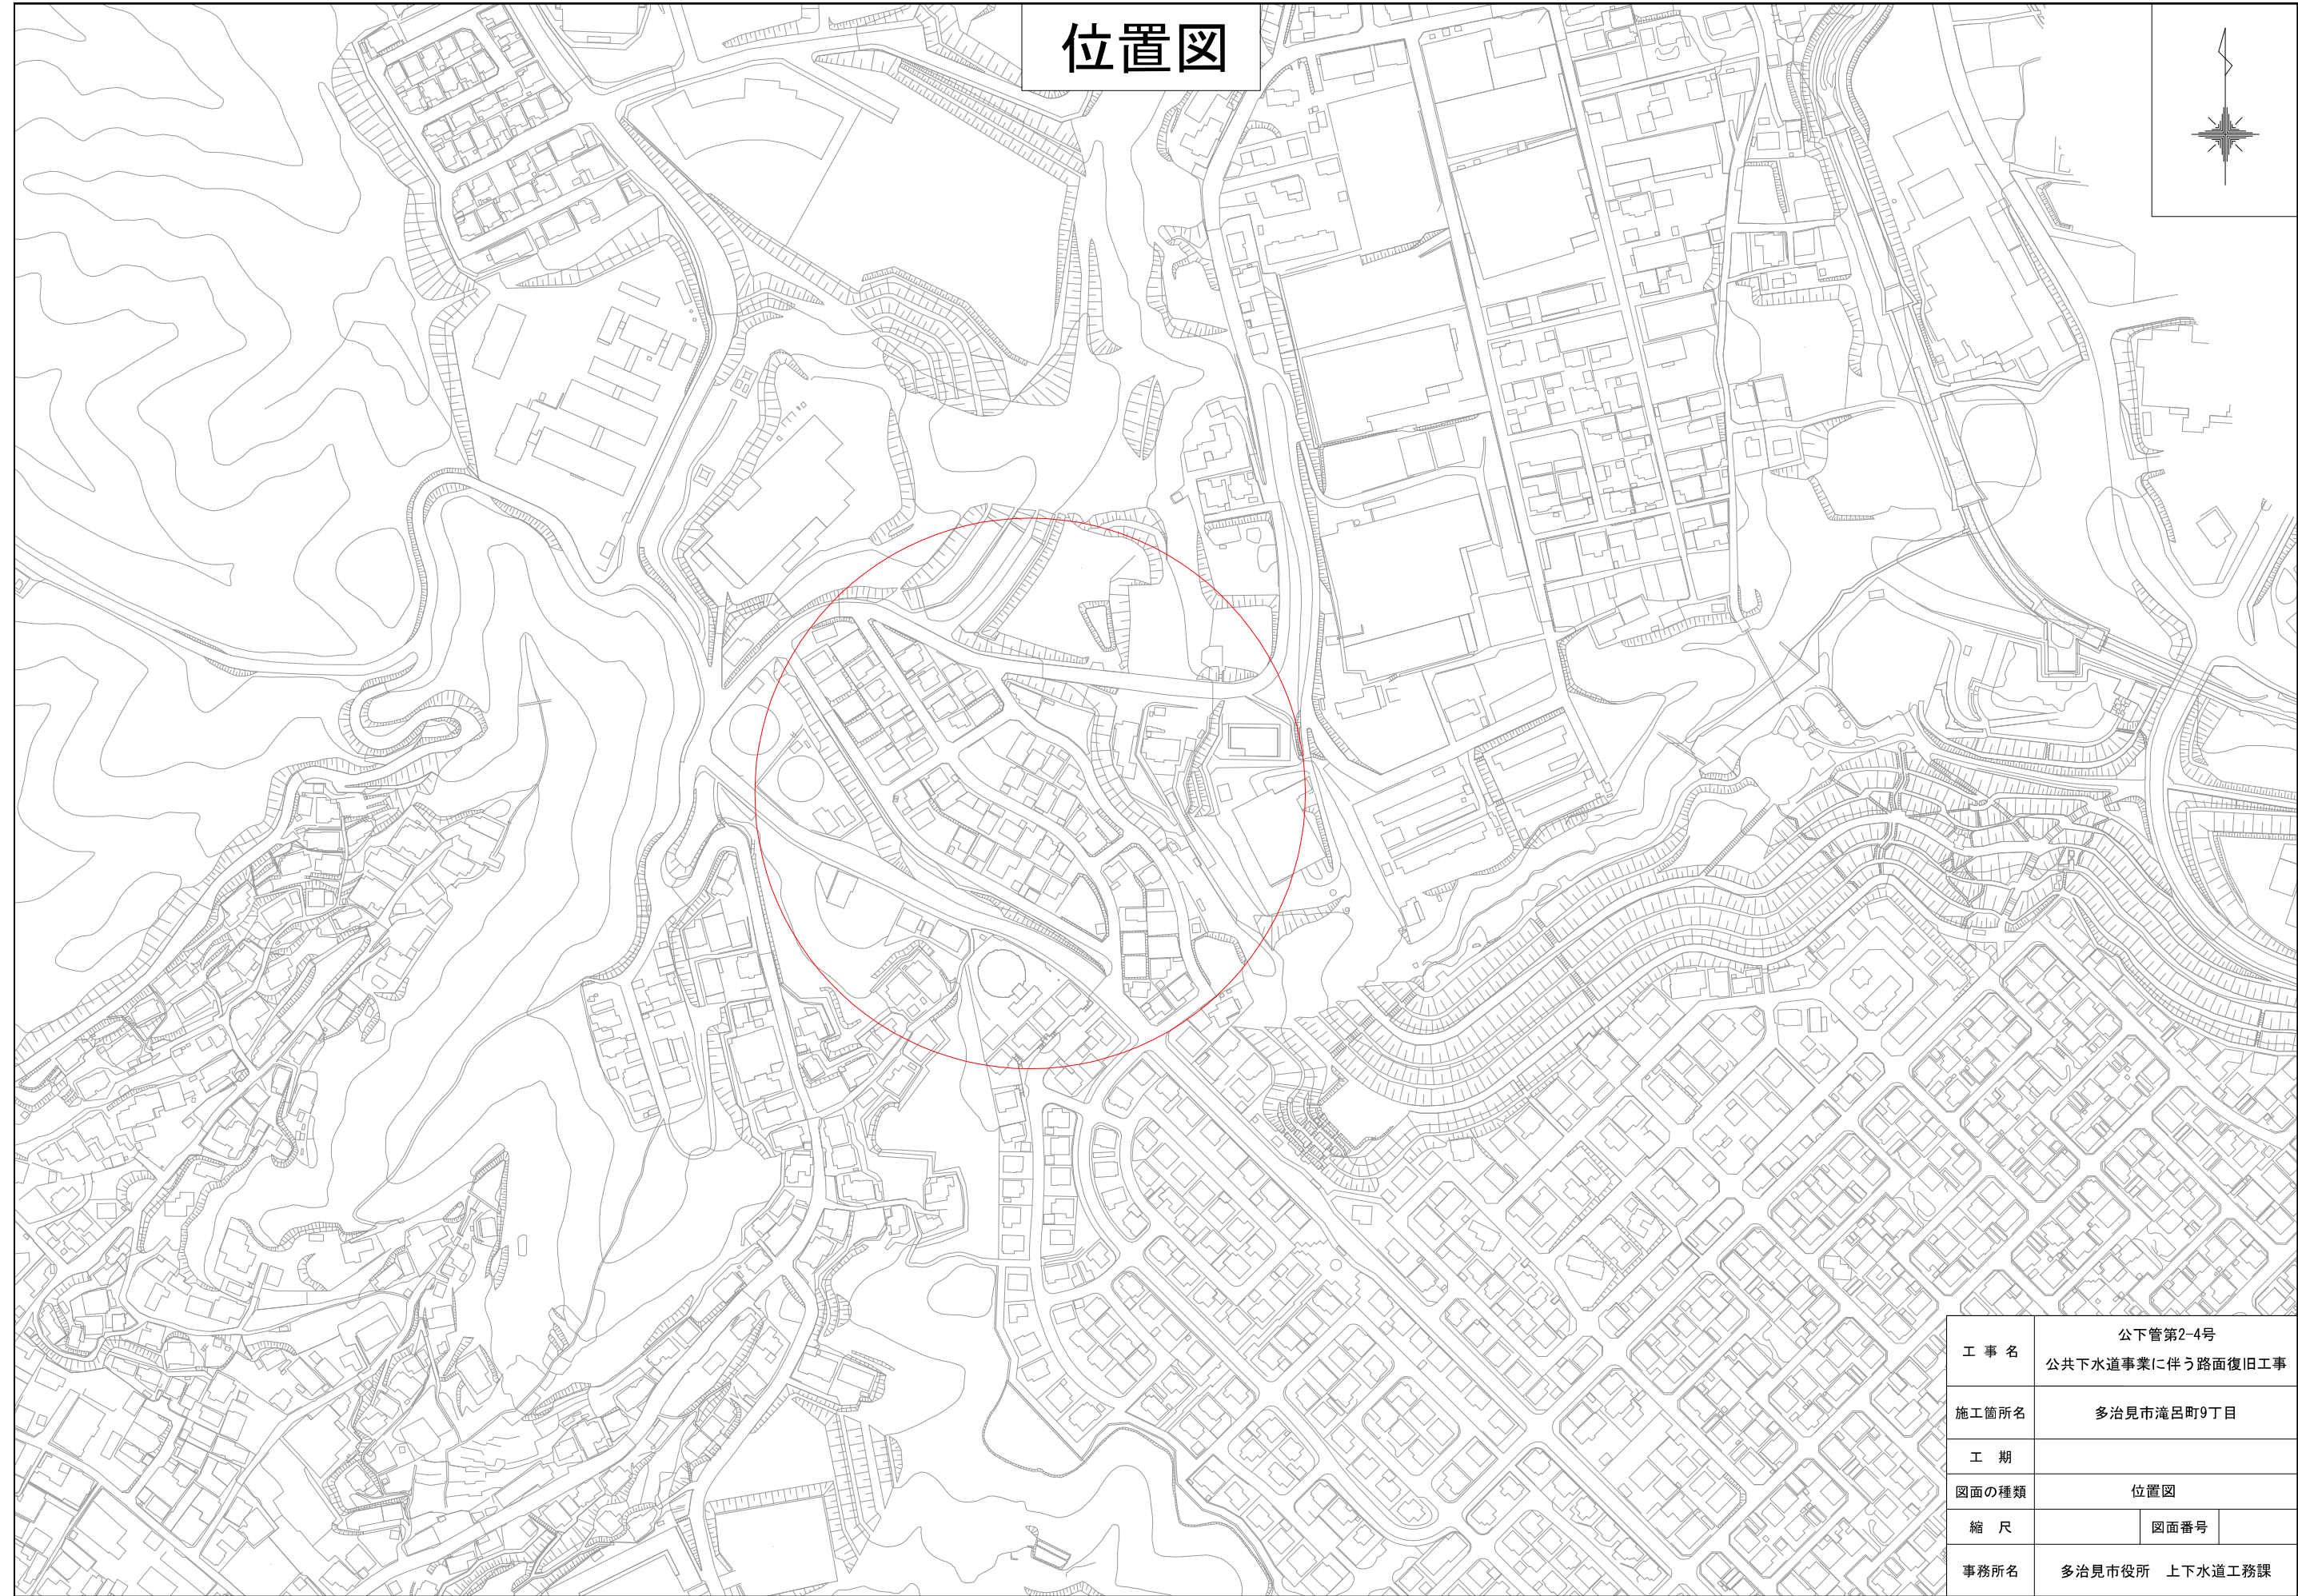 位置図
工事名
公下管第2-4号
公共下水道事業に伴う路面復旧工事
施工箇所名 多治見市滝呂町9丁目
工期
図面の種類 位置図
縮尺 図面番号
事務所名 多治見市役所 上下水道工務課